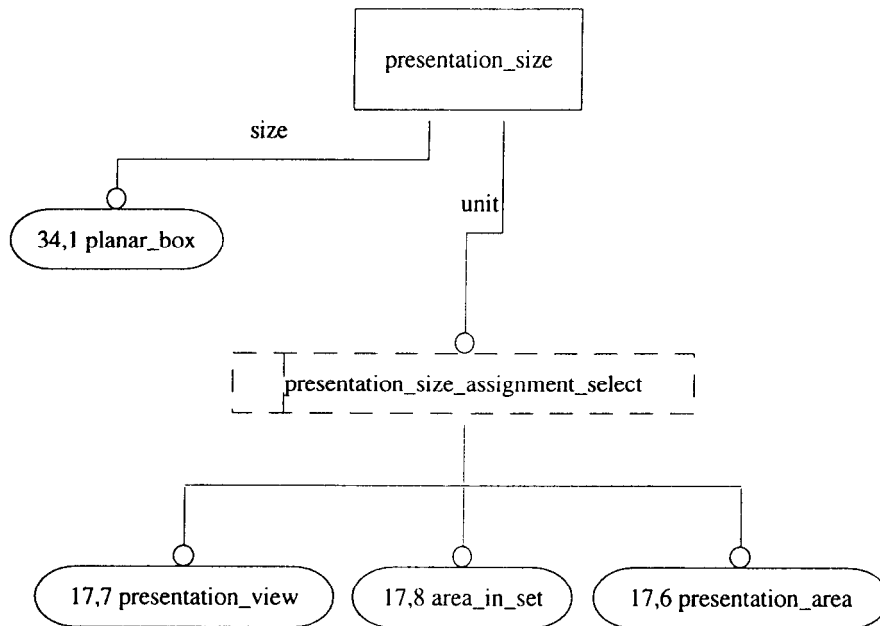 presentation_size
size
unit
34,1 planar_box
presentation_size_assignment_select
17,7 presentation_view
17,8 area_in_set
17,6 presentation_area